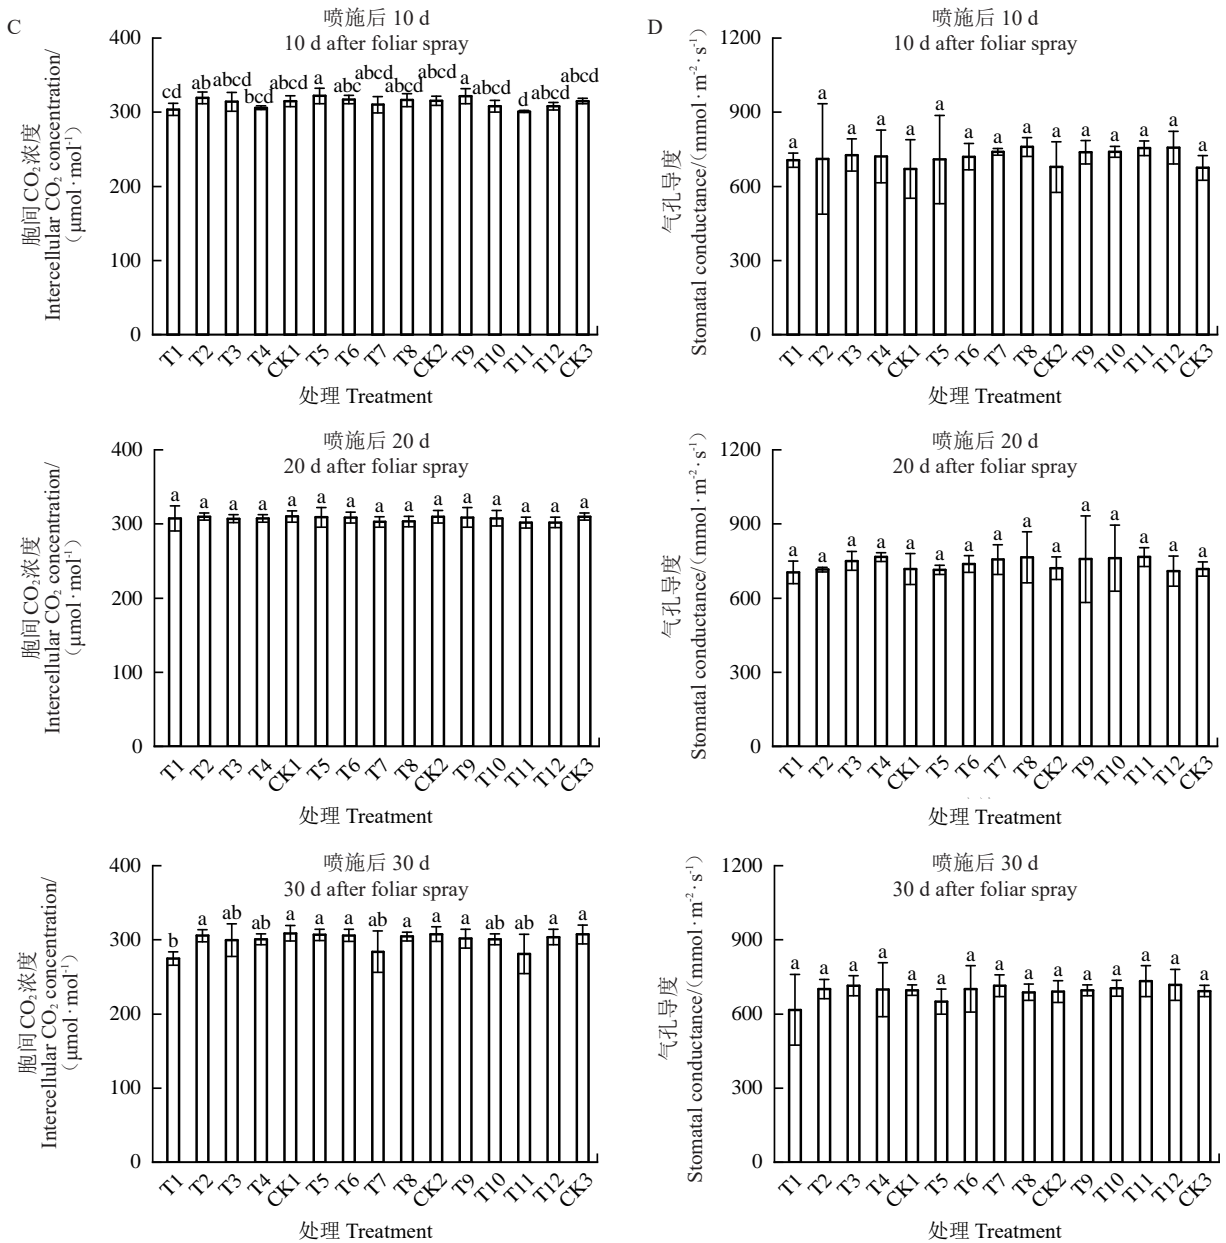 C
喷施后 10 d
10 d after foliar spray
胞间 CO₂浓度
Intercellular CO₂ concentration/
(μmol·mol⁻¹)
400
300
200
100
0
cd ab abcd bcd abcd a abc abcd abcd abcd a abcd d abcd abcd
T1 T2 T3 T4 CK1 T5 T6 T7 T8 CK2 T9 T10 T11 T12 CK3
处理 Treatment
D
喷施后 10 d
10 d after foliar spray
气孔导度
Stomatal conductance/(mmol·m⁻²·s⁻¹)
1200
900
600
300
0
a a a a a a a a a a a a a a a
T1 T2 T3 T4 CK1 T5 T6 T7 T8 CK2 T9 T10 T11 T12 CK3
处理 Treatment
喷施后 20 d
20 d after foliar spray
胞间 CO₂浓度
Intercellular CO₂ concentration/
(μmol·mol⁻¹)
400
300
200
100
0
a a a a a a a a a a a a a a a
T1 T2 T3 T4 CK1 T5 T6 T7 T8 CK2 T9 T10 T11 T12 CK3
处理 Treatment
喷施后 20 d
20 d after foliar spray
气孔导度
Stomatal conductance/(mmol·m⁻²·s⁻¹)
1200
900
600
300
0
a a a a a a a a a a a a a a a
T1 T2 T3 T4 CK1 T5 T6 T7 T8 CK2 T9 T10 T11 T12 CK3
处理 Treatment
喷施后 30 d
30 d after foliar spray
胞间 CO₂浓度
Intercellular CO₂ concentration/
(μmol·mol⁻¹)
400
300
200
100
0
b a ab ab a a a ab a a a ab ab a a
T1 T2 T3 T4 CK1 T5 T6 T7 T8 CK2 T9 T10 T11 T12 CK3
处理 Treatment
喷施后 30 d
30 d after foliar spray
气孔导度
Stomatal conductance/(mmol·m⁻²·s⁻¹)
1200
900
600
300
0
a a a a a a a a a a a a a a a
T1 T2 T3 T4 CK1 T5 T6 T7 T8 CK2 T9 T10 T11 T12 CK3
处理 Treatment